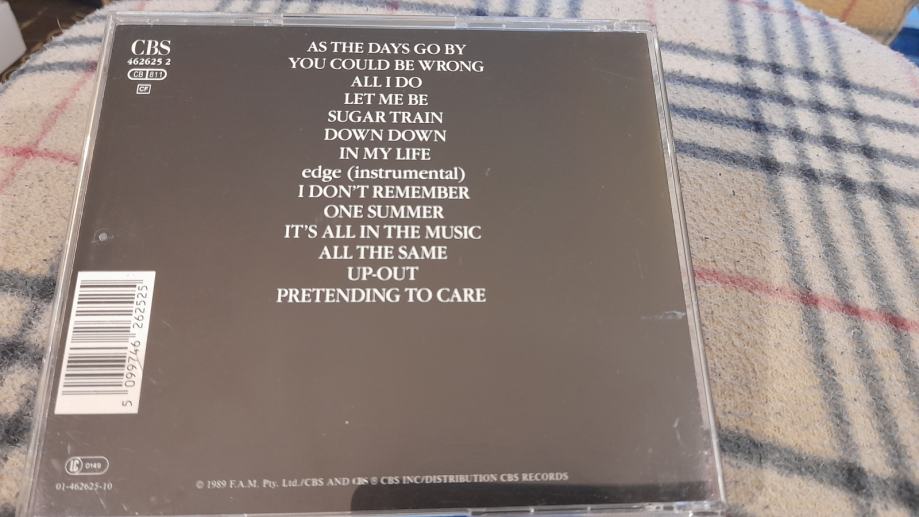 CBS
462625 2
CB 811
CF
AS THE DAYS GO BY
YOU COULD BE WRONG
ALL I DO
LET ME BE
SUGAR TRAIN
DOWN DOWN
IN MY LIFE
edge (instrumental)
I DON'T REMEMBER
ONE SUMMER
IT'S ALL IN THE MUSIC
ALL THE SAME
UP-OUT
PRETENDING TO CARE
5 099746 262525
LC 0149
01-462625-10
© 1989 F.A.M. Pty. Ltd./CBS AND CBS ® CBS INC/DISTRIBUTION CBS RECORDS